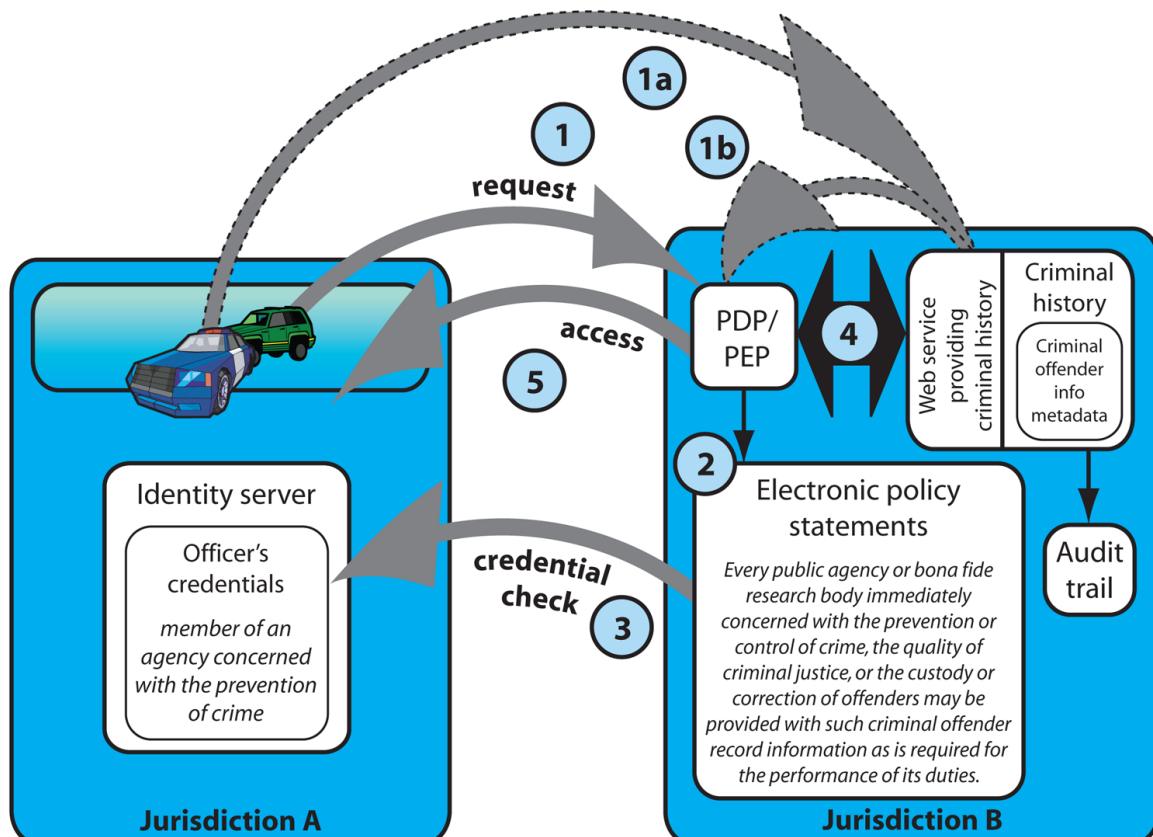 1a
1
1b
request
access
5
PDP/
PEP
4
Web service
providing
criminal history
Criminal
history
Criminal
offender
info
metadata
2
Electronic policy
statements
Every public agency or bona fide
research body immediately
concerned with the prevention or
control of crime, the quality of
criminal justice, or the custody or
correction of offenders may be
provided with such criminal offender
record information as is required for
the performance of its duties.
Audit
trail
Identity server
Officer's
credentials
member of an
agency concerned
with the prevention
of crime
credential
check
3
Jurisdiction A
Jurisdiction B